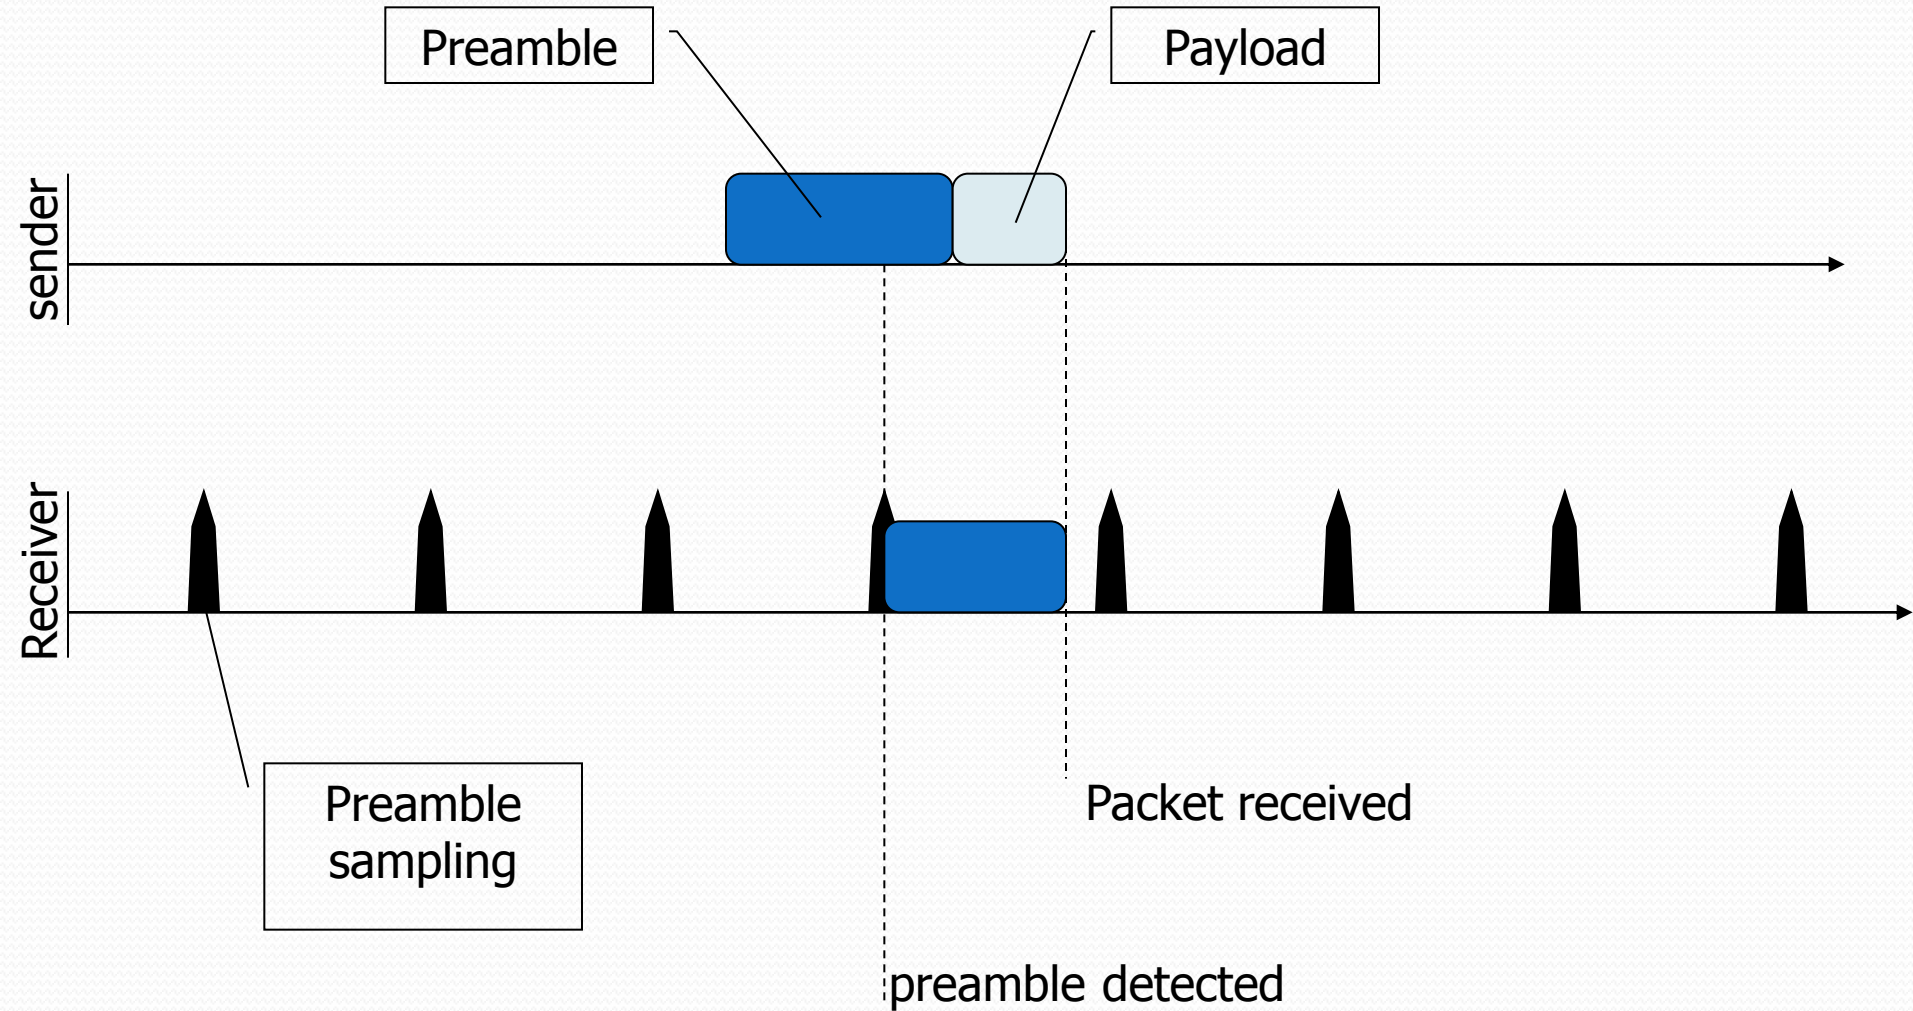 Preamble
Payload
sender
Receiver
Preamble
sampling
Packet received
preamble detected